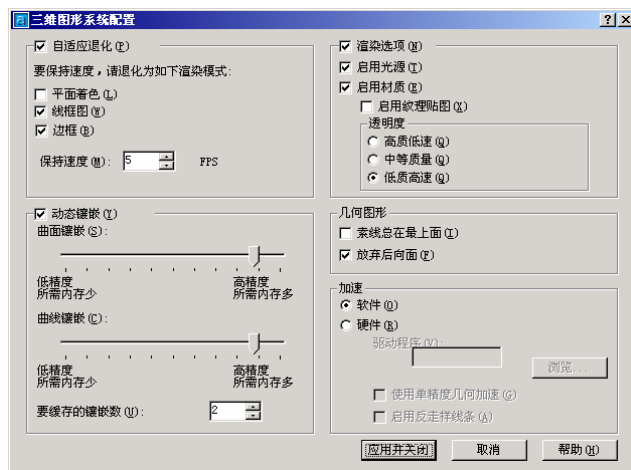 三维图形系统配置
自适应退化(P)
要保持速度，请退化为如下渲染模式:
平面着色(L)
线框图(W)
边框(B)
保持速度(M): 5 FPS
动态镶嵌(Y)
曲面镶嵌(S):
低精度 高精度
所需内存少 所需内存多
曲线镶嵌(C):
低精度 高精度
所需内存少 所需内存多
要缓存的镶嵌数(U): 2
渲染选项(N)
启用光源(T)
启用材质(E)
启用纹理贴图(X)
透明度
高质低速(Q)
中等质量(Q)
低质高速(Q)
几何图形
索线总在最上面(I)
放弃后向面(F)
加速
软件(O)
硬件(R)
驱动程序(V):
浏览...
使用单精度几何加速(G)
启用反走样线条(A)
应用并关闭 取消 帮助(H)